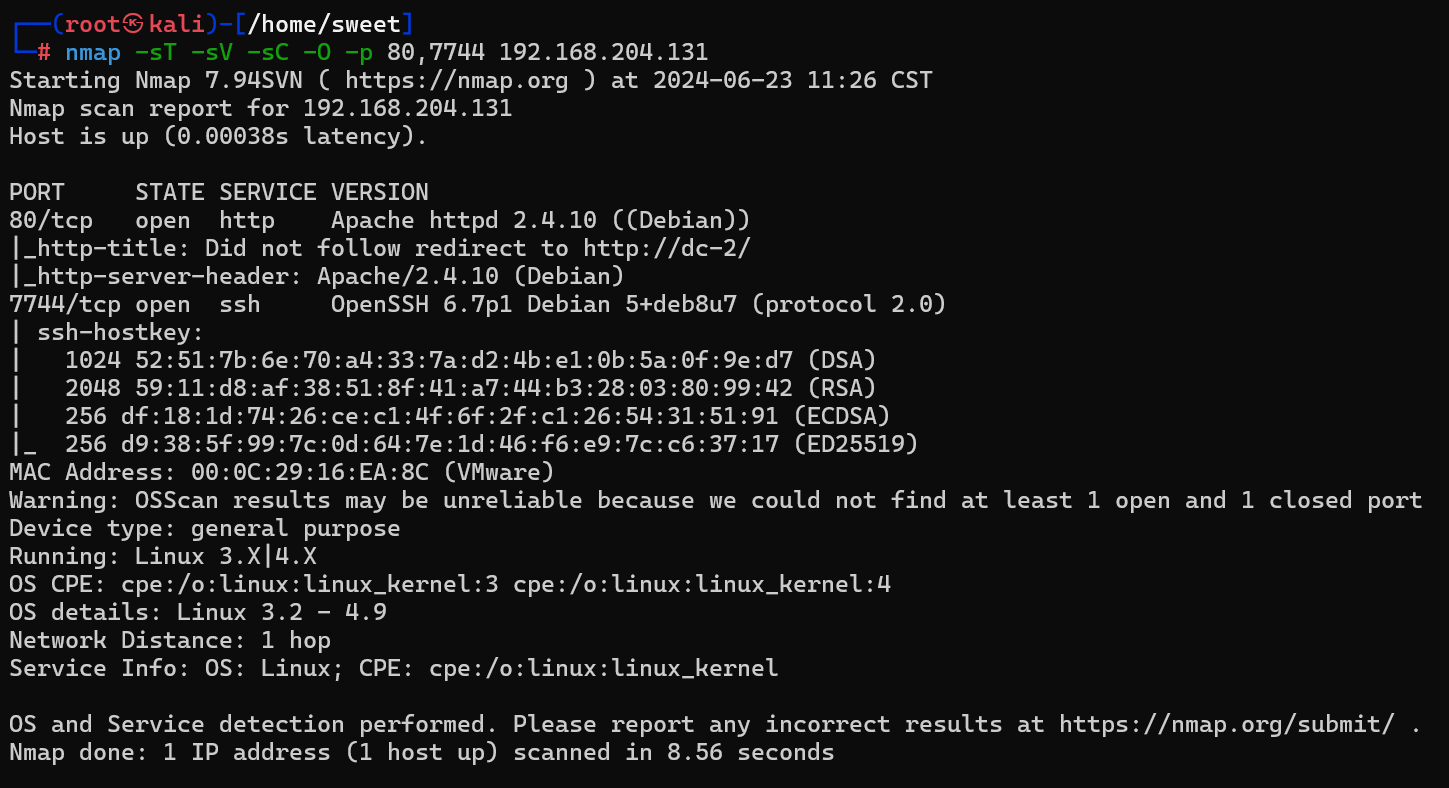 ┌──(root㉿kali)-[/home/sweet]
└─# nmap -sT -sV -sC -O -p 80,7744 192.168.204.131
Starting Nmap 7.94SVN ( https://nmap.org ) at 2024-06-23 11:26 CST
Nmap scan report for 192.168.204.131
Host is up (0.00038s latency).

PORT     STATE SERVICE VERSION
80/tcp   open  http    Apache httpd 2.4.10 ((Debian))
|_http-title: Did not follow redirect to http://dc-2/
|_http-server-header: Apache/2.4.10 (Debian)
7744/tcp open  ssh     OpenSSH 6.7p1 Debian 5+deb8u7 (protocol 2.0)
| ssh-hostkey:
|   1024 52:51:7b:6e:70:a4:33:7a:d2:4b:e1:0b:5a:0f:9e:d7 (DSA)
|   2048 59:11:d8:af:38:51:8f:41:a7:44:b3:28:03:80:99:42 (RSA)
|   256 df:18:1d:74:26:ce:c1:4f:6f:2f:c1:26:54:31:51:91 (ECDSA)
|_  256 d9:38:5f:99:7c:0d:64:7e:1d:46:f6:e9:7c:c6:37:17 (ED25519)
MAC Address: 00:0C:29:16:EA:8C (VMware)
Warning: OSScan results may be unreliable because we could not find at least 1 open and 1 closed port
Device type: general purpose
Running: Linux 3.X|4.X
OS CPE: cpe:/o:linux:linux_kernel:3 cpe:/o:linux:linux_kernel:4
OS details: Linux 3.2 - 4.9
Network Distance: 1 hop
Service Info: OS: Linux; CPE: cpe:/o:linux:linux_kernel

OS and Service detection performed. Please report any incorrect results at https://nmap.org/submit/ .
Nmap done: 1 IP address (1 host up) scanned in 8.56 seconds